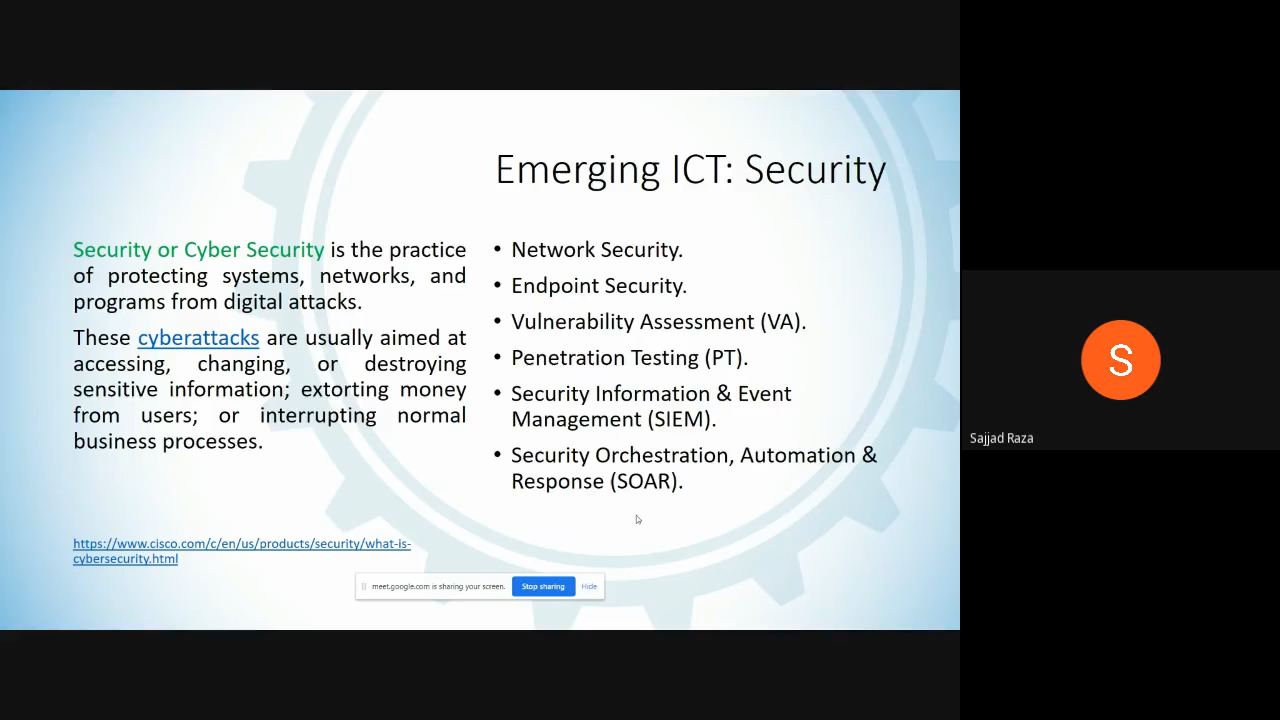 Emerging ICT: Security
Security or Cyber Security is the practice
of protecting systems, networks, and
programs from digital attacks.
These cyberattacks are usually aimed at
accessing, changing, or destroying
sensitive information; extorting money
from users; or interrupting normal
business processes.
https://www.cisco.com/c/en/us/products/security/what-is-
cybersecurity.html
• Network Security.
• Endpoint Security.
• Vulnerability Assessment (VA).
• Penetration Testing (PT).
• Security Information & Event
Management (SIEM).
• Security Orchestration, Automation &
Response (SOAR).
meet.google.com is sharing your screen. Stop sharing Hide
S
Sajjad Raza